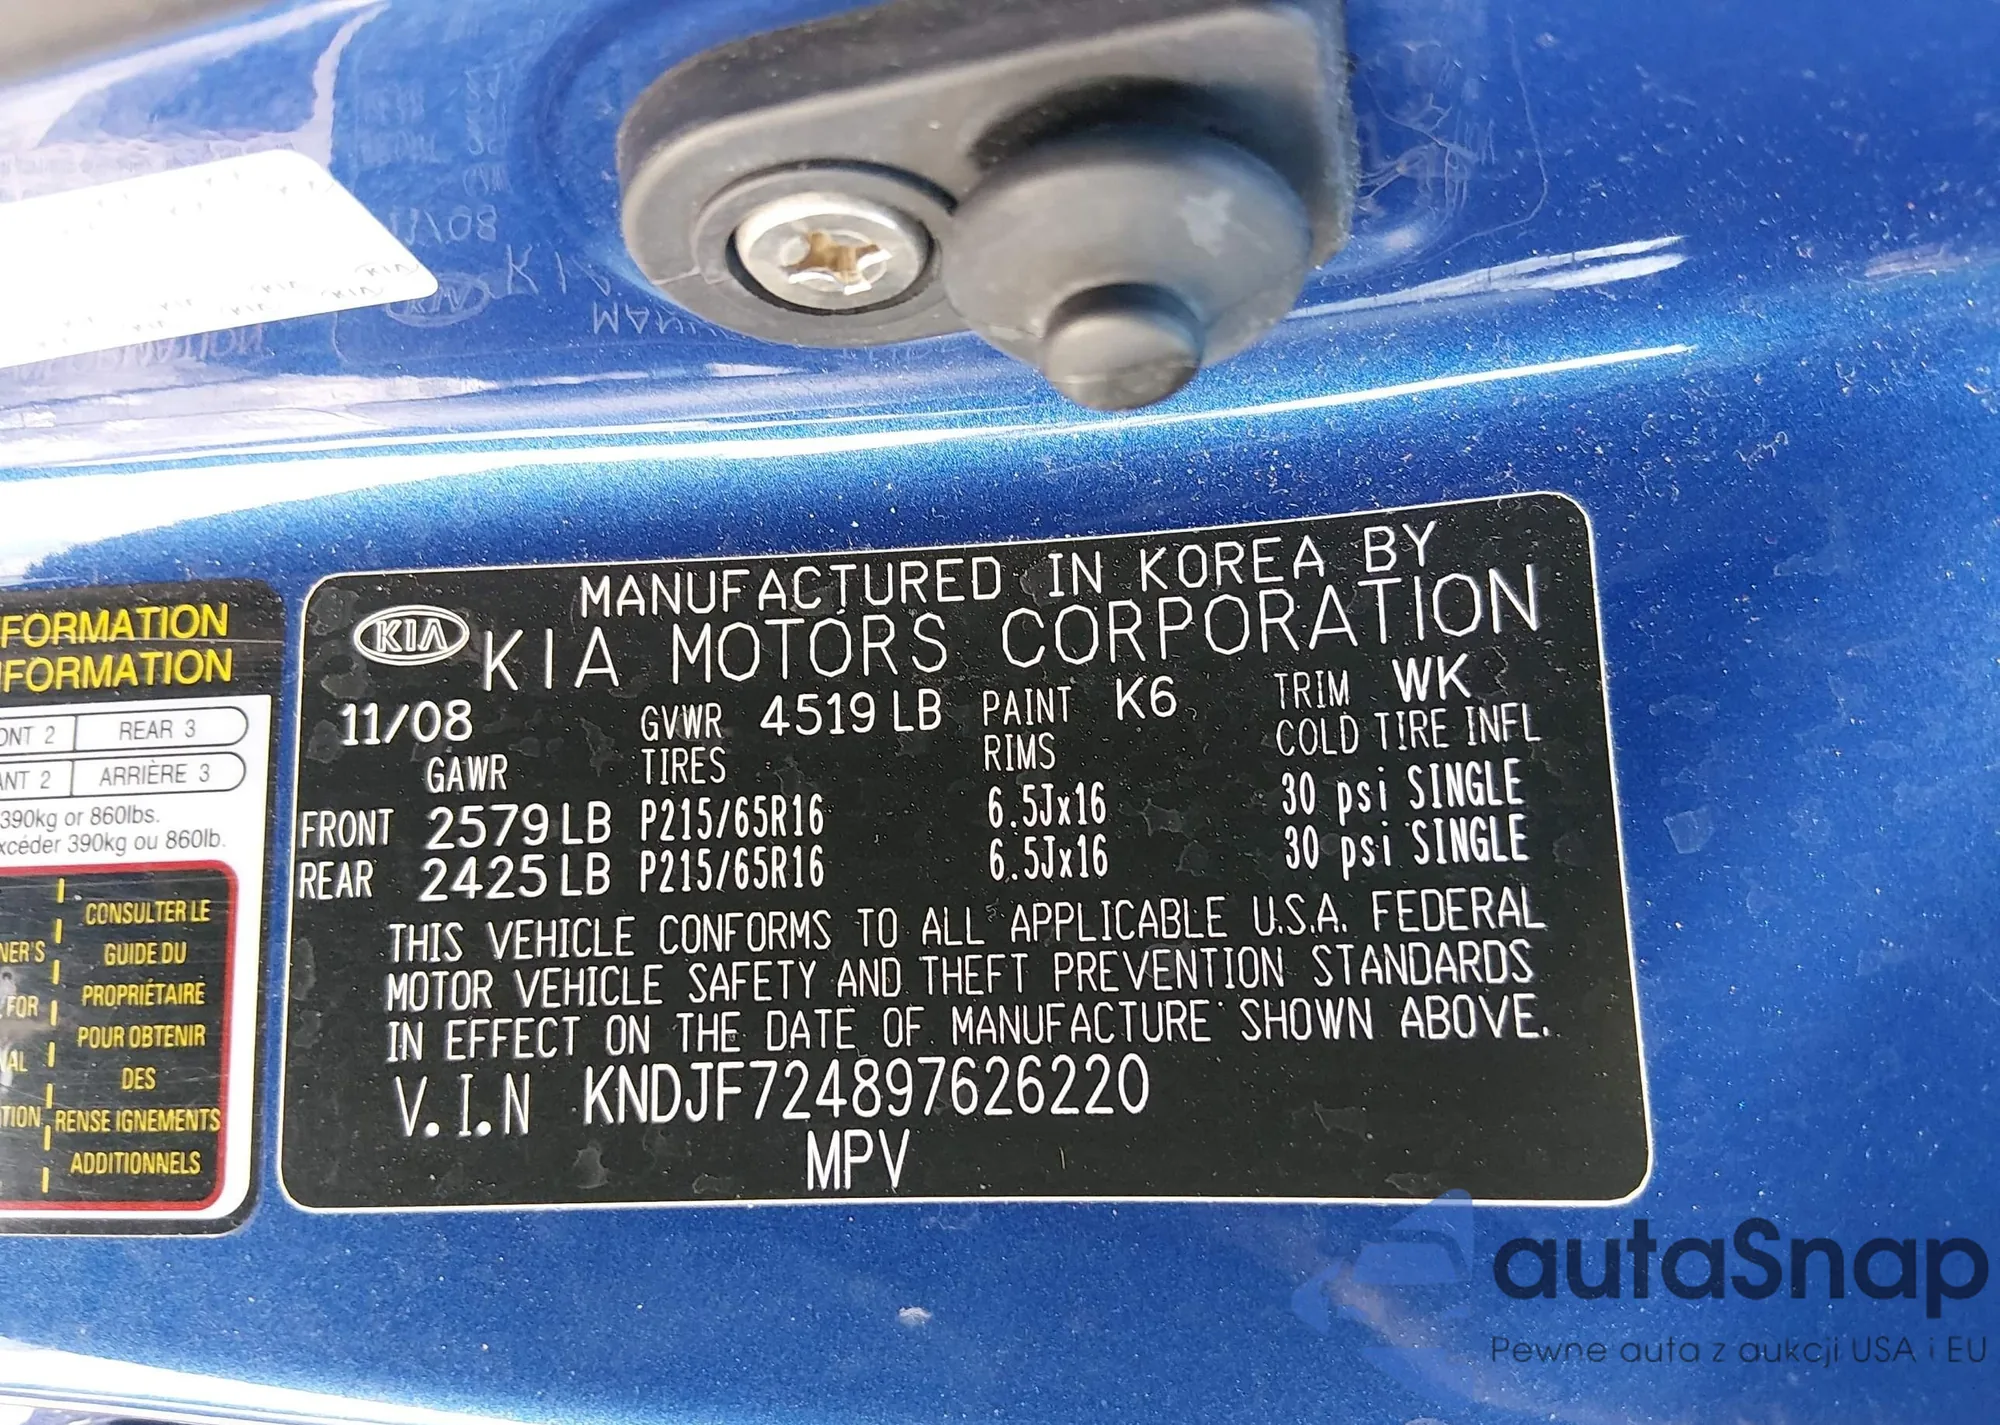 FORMATION
FORMATION
ONT 2 REAR 3
ANT 2 ARRIÈRE 3
390kg or 860lbs.
xcéder 390kg ou 860lb.
NER'S
FOR
TION
CONSULTER LE
GUIDE DU
PROPRIÉTAIRE
POUR OBTENIR
DES
RENSEIGNEMENTS
ADDITIONNELS
MANUFACTURED IN KOREA BY
KIA KIA MOTORS CORPORATION
11/08 GVWR 4519 LB PAINT K6 TRIM WK
GAWR TIRES RIMS COLD TIRE INFL
FRONT 2579 LB P215/65R16 6.5Jx16 30 psi SINGLE
REAR 2425 LB P215/65R16 6.5Jx16 30 psi SINGLE
THIS VEHICLE CONFORMS TO ALL APPLICABLE U.S.A. FEDERAL
MOTOR VEHICLE SAFETY AND THEFT PREVENTION STANDARDS
IN EFFECT ON THE DATE OF MANUFACTURE SHOWN ABOVE.
V.I.N KNDJF724897626220
MPV
autaSnap
Pewne auta z aukcji USA i EU